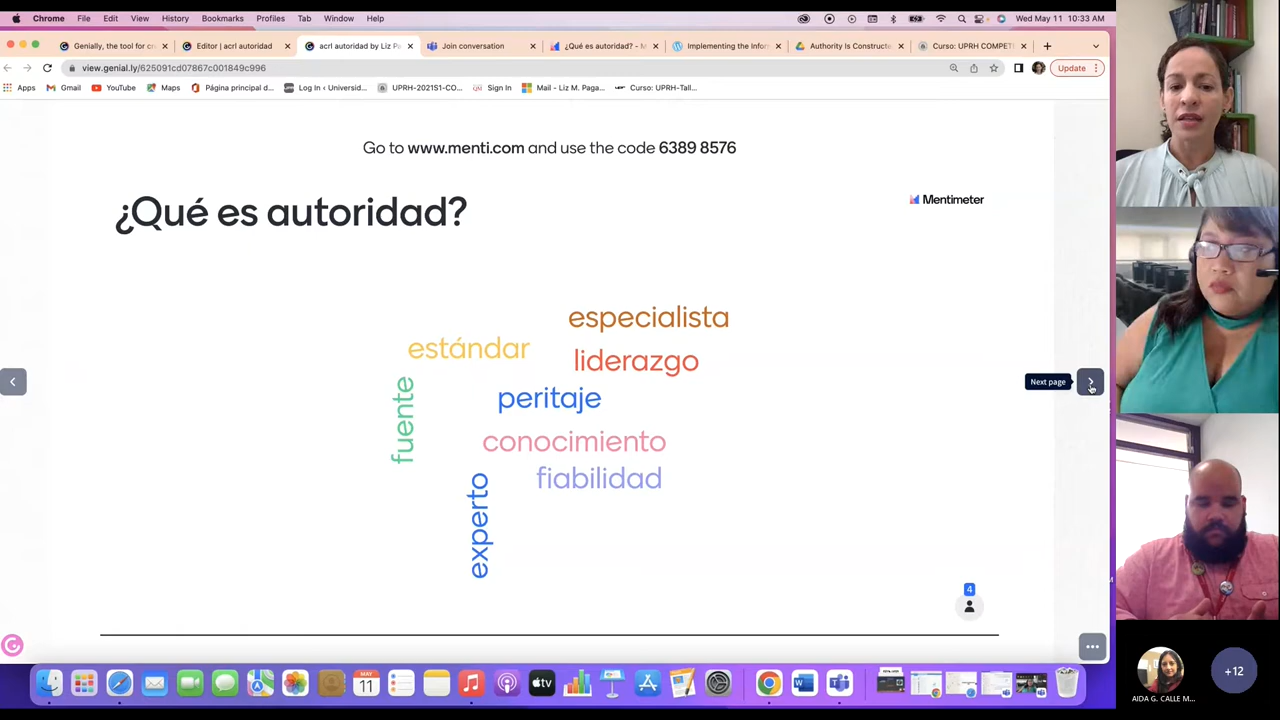 Chrome File Edit View History Bookmarks Profiles Tab Window Help Wed May 11 10:33 AM
Genially, the tool for cr Editor | acrl autoridad acrl autoridad by Liz Pa Join conversation ¿Qué es autoridad? - M Implementing the Infor Authority Is Constructe Curso: UPRH COMPET
view.genial.ly/625091cd07867c001849c996 Update
Apps Gmail YouTube Maps Página principal d... Log In ‹ Universid... UPRH-2021S1-CO... Sign In Mail - Liz M. Paga... Curso: UPRH-Tall...
Go to www.menti.com and use the code 6389 8576
¿Qué es autoridad?
Mentimeter
especialista
estándar
liderazgo
fuente
peritaje
conocimiento
fiabilidad
experto
Next page
4
MAY
11
tv
AIDA G. CALLE M...
+12